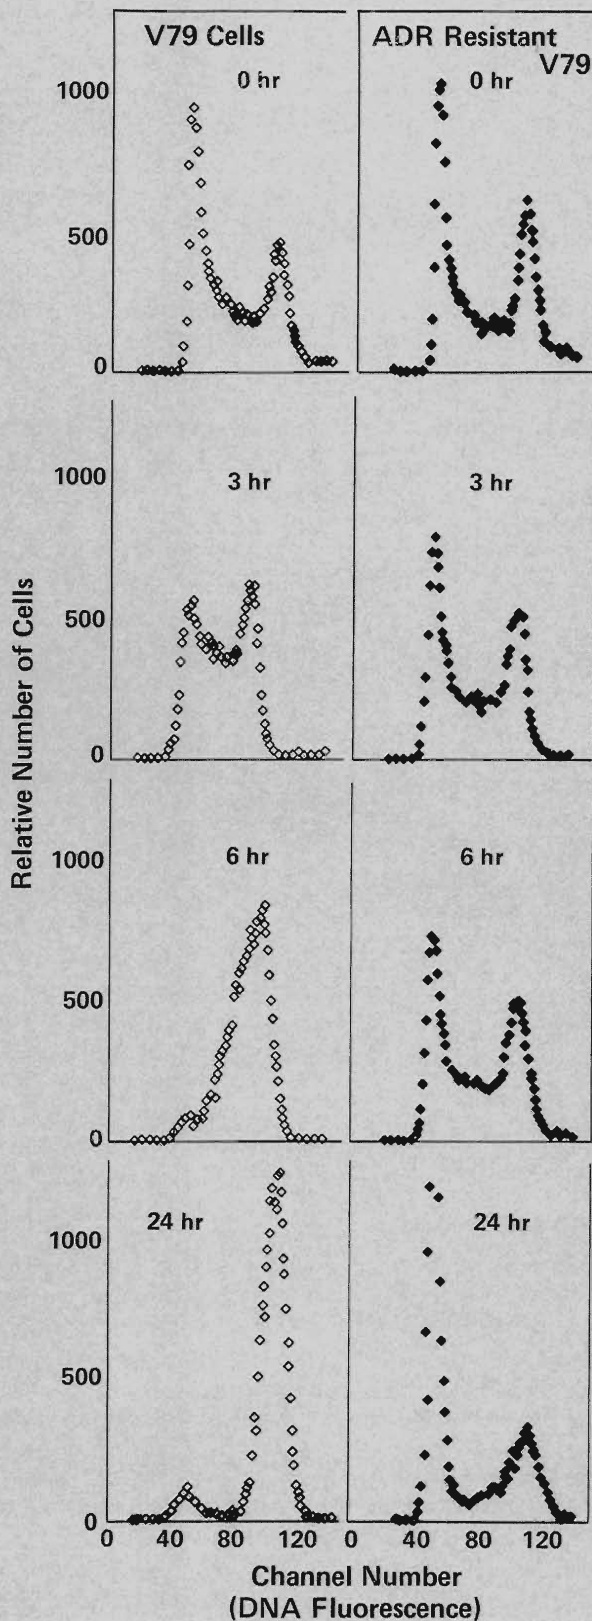 V79 Cells
0 hr
ADR Resistant
V79
0 hr
1000
500
0
3 hr
3 hr
1000
500
0
6 hr
6 hr
1000
500
0
24 hr
24 hr
1000
500
0
0 40 80 120 0 40 80 120
Relative Number of Cells
Channel Number
(DNA Fluorescence)